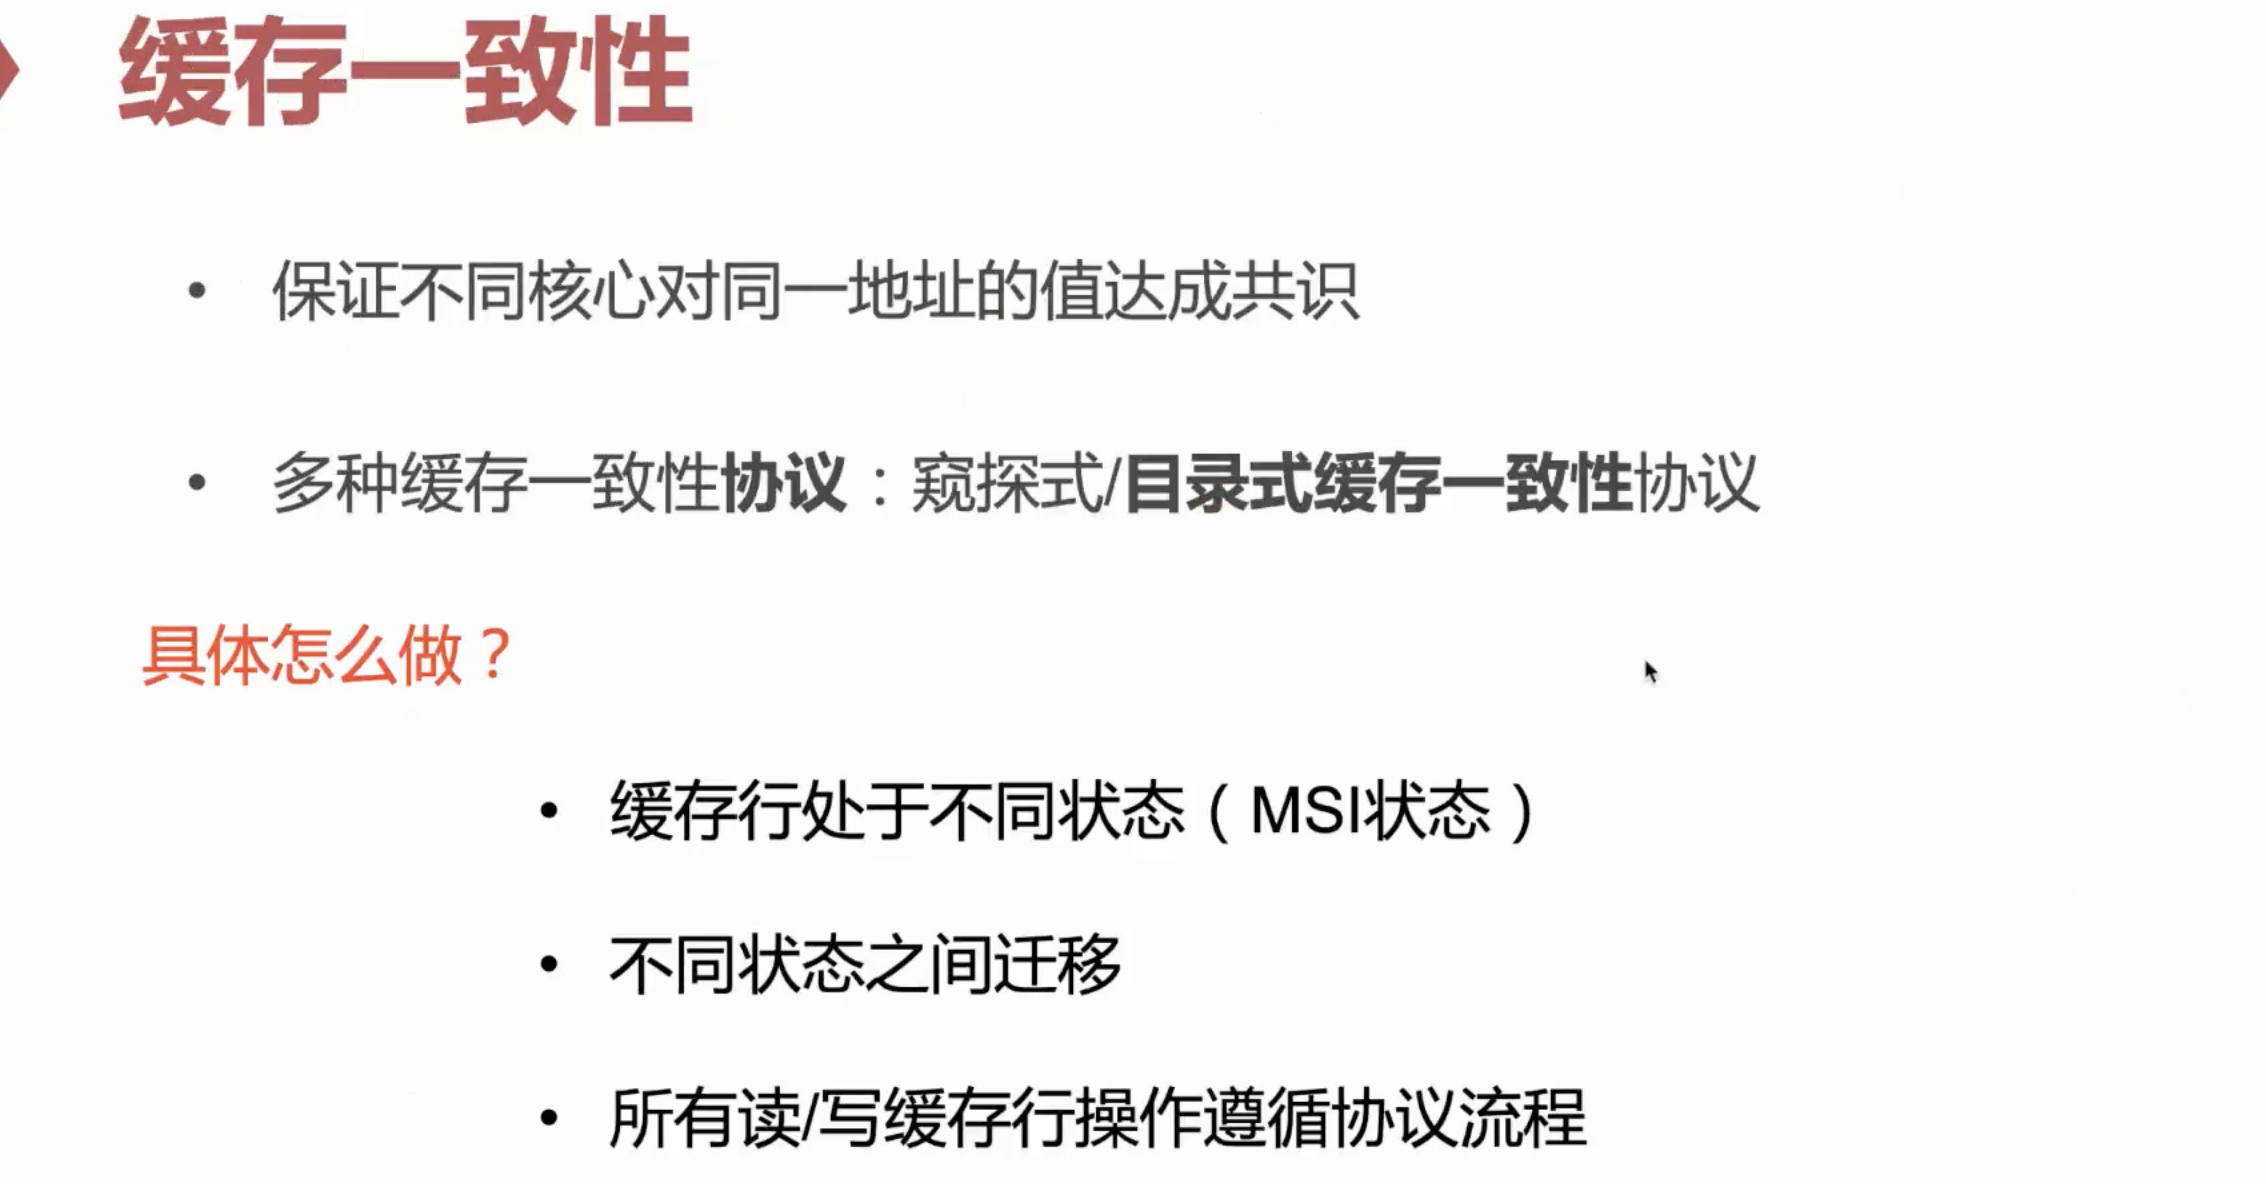 缓存一致性
• 保证不同核心对同一地址的值达成共识
• 多种缓存一致性协议：窥探式/目录式缓存一致性协议
具体怎么做？
• 缓存行处于不同状态（MSI状态）
• 不同状态之间迁移
• 所有读/写缓存行操作遵循协议流程